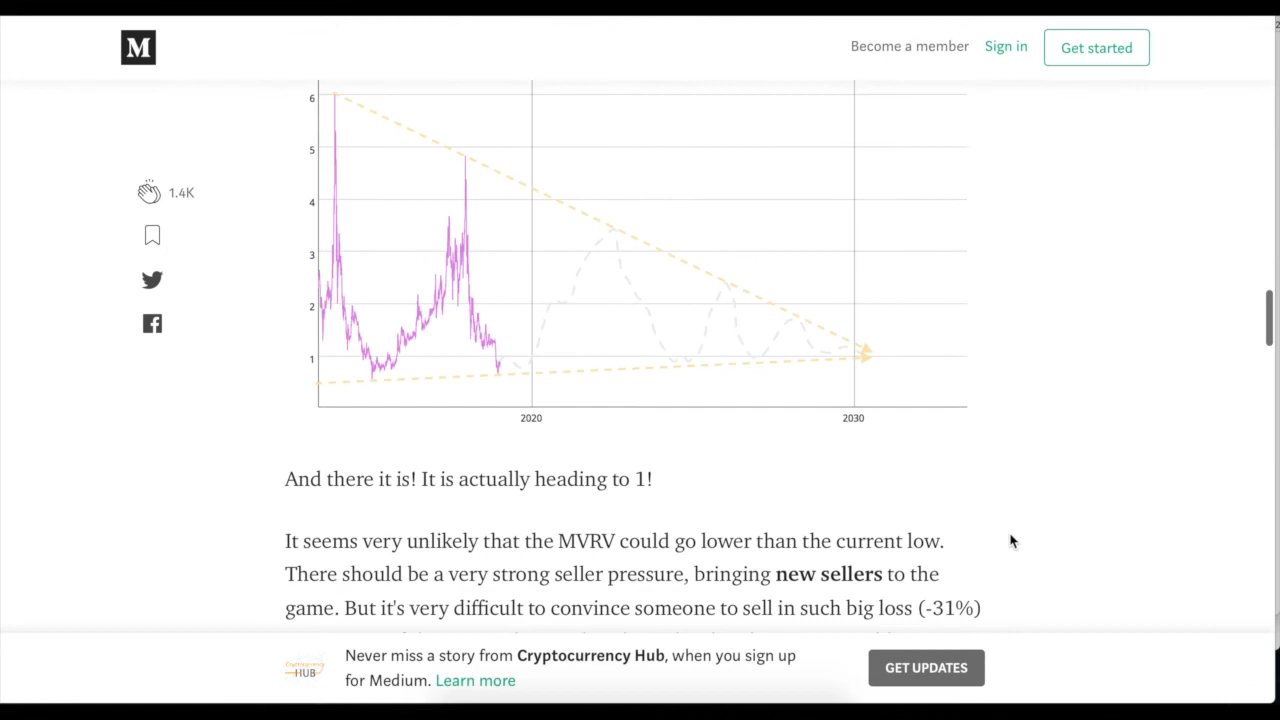 M
Become a member Sign in Get started
6
5
1.4K
4
3
2
1
2020 2030
And there it is! It is actually heading to 1!
It seems very unlikely that the MVRV could go lower than the current low.
There should be a very strong seller pressure, bringing new sellers to the
game. But it's very difficult to convince someone to sell in such big loss (-31%)
Never miss a story from Cryptocurrency Hub, when you sign up
for Medium. Learn more
Cryptocurrency
HUB
GET UPDATES